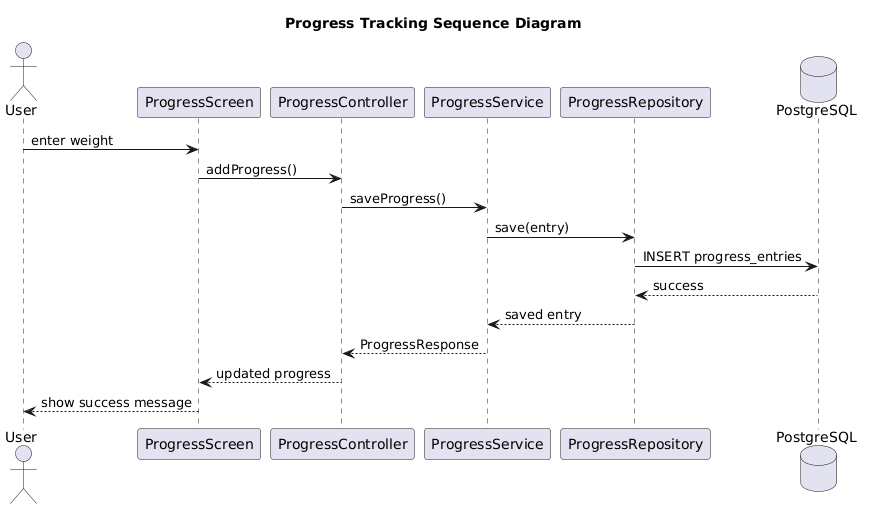 Progress Tracking Sequence Diagram
User
ProgressScreen
ProgressController
ProgressService
ProgressRepository
PostgreSQL
enter weight
addProgress()
saveProgress()
save(entry)
INSERT progress_entries
success
saved entry
ProgressResponse
updated progress
show success message
User
ProgressScreen
ProgressController
ProgressService
ProgressRepository
PostgreSQL